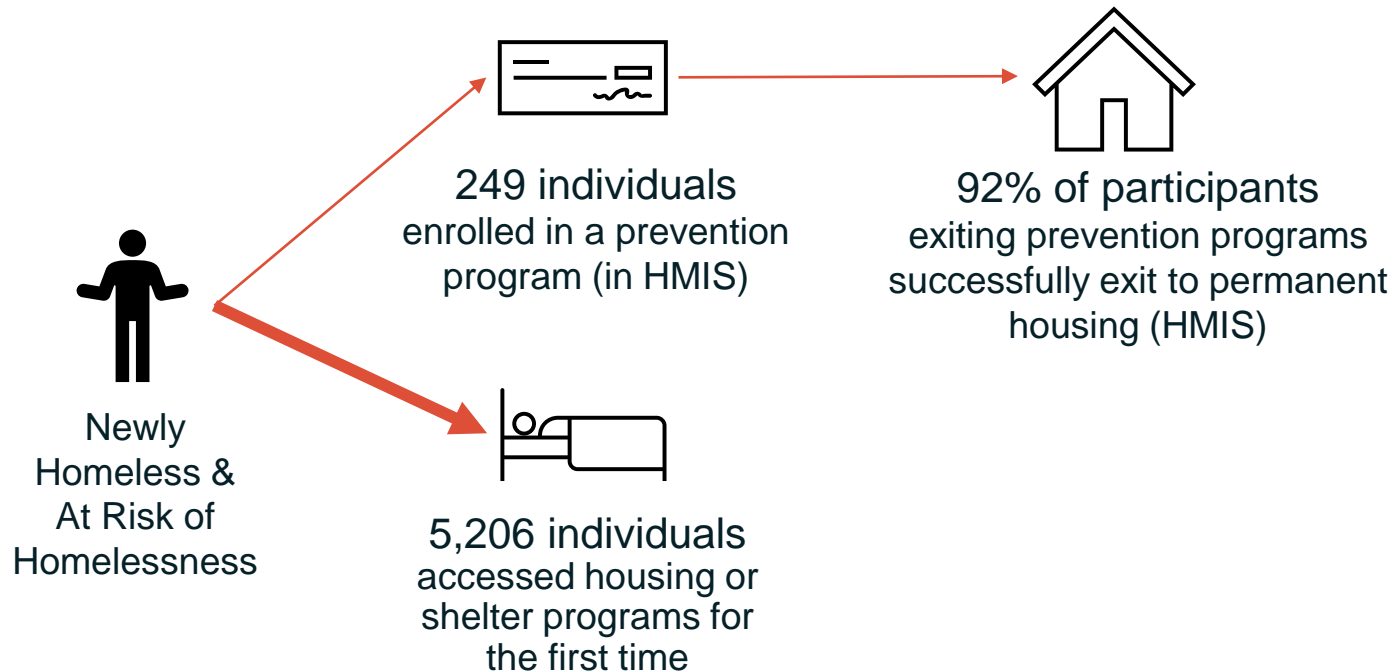 249 individuals
enrolled in a prevention
program (in HMIS)
92% of participants
exiting prevention programs
successfully exit to permanent
housing (HMIS)
Newly
Homeless &
At Risk of
Homelessness
5,206 individuals
accessed housing or
shelter programs for
the first time